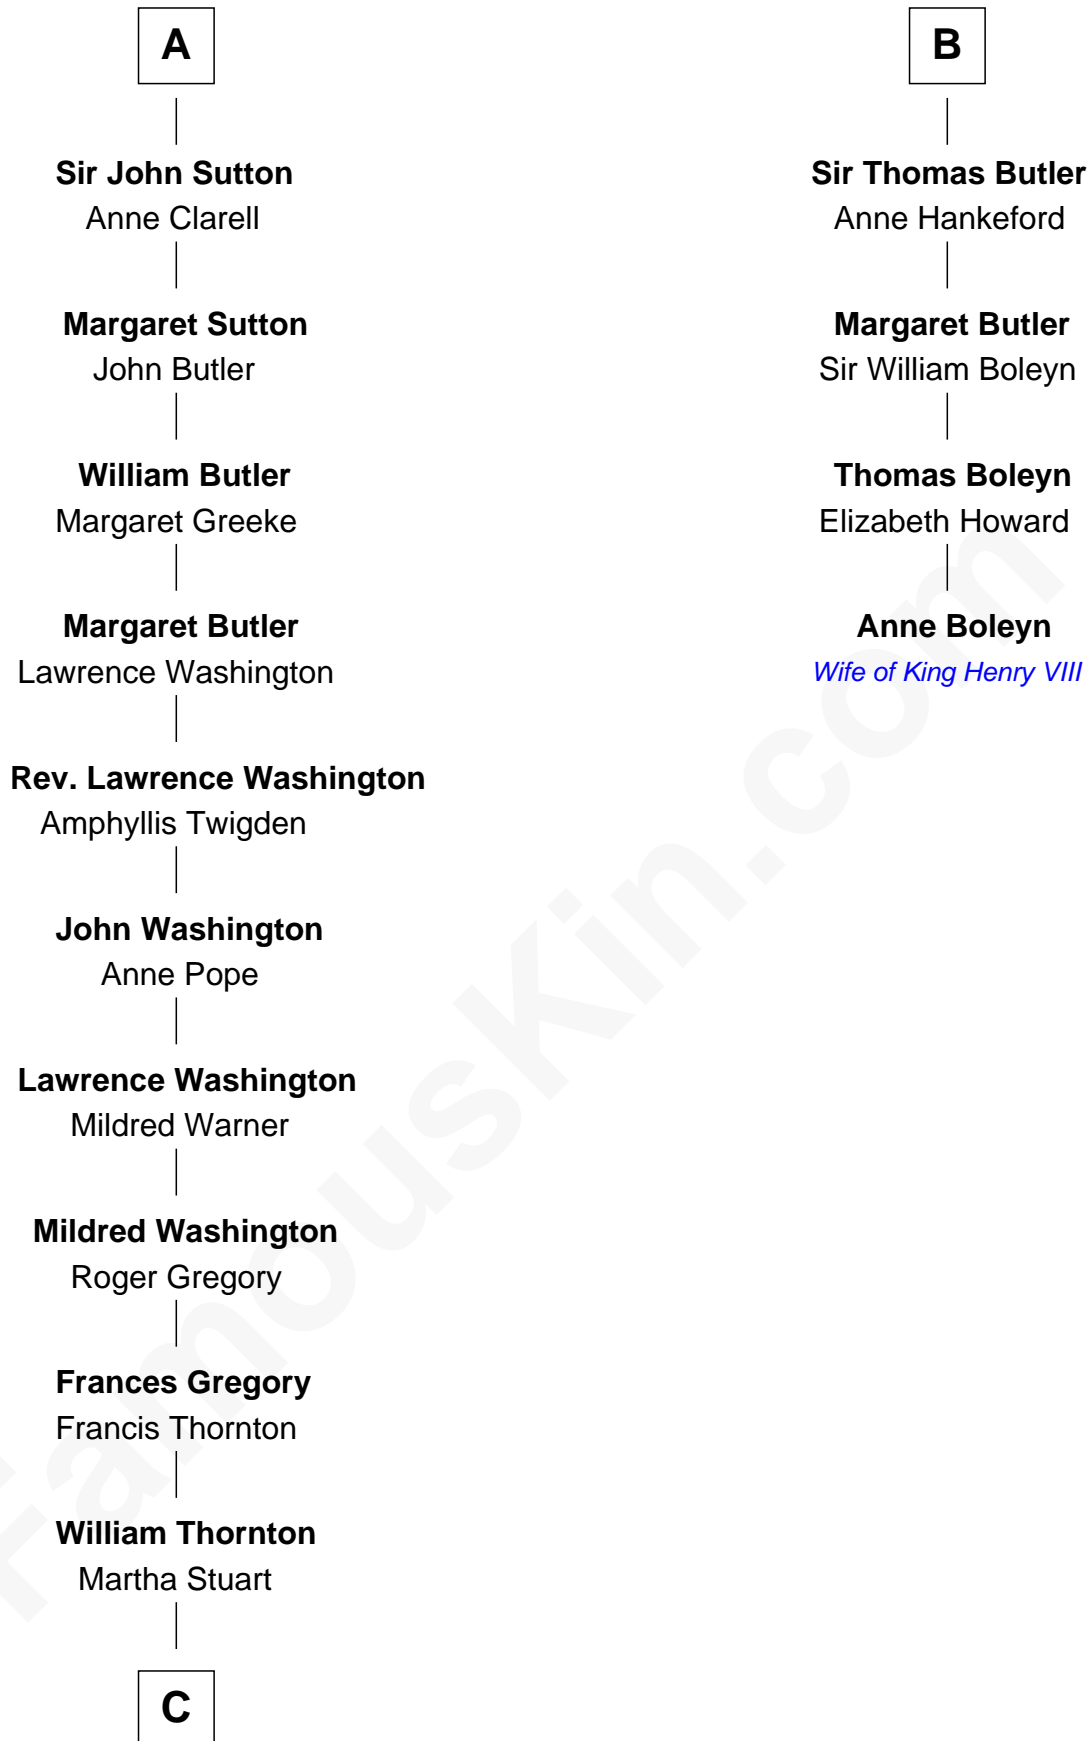 A
Sir John Sutton
Anne Clarell
Margaret Sutton
John Butler
William Butler
Margaret Greeke
Margaret Butler
Lawrence Washington
Rev. Lawrence Washington
Amphyllis Twigden
John Washington
Anne Pope
Lawrence Washington
Mildred Warner
Mildred Washington
Roger Gregory
Frances Gregory
Francis Thornton
William Thornton
Martha Stuart
C
B
Sir Thomas Butler
Anne Hankeford
Margaret Butler
Sir William Boleyn
Thomas Boleyn
Elizabeth Howard
Anne Boleyn
Wife of King Henry VIII
FamousKin.com